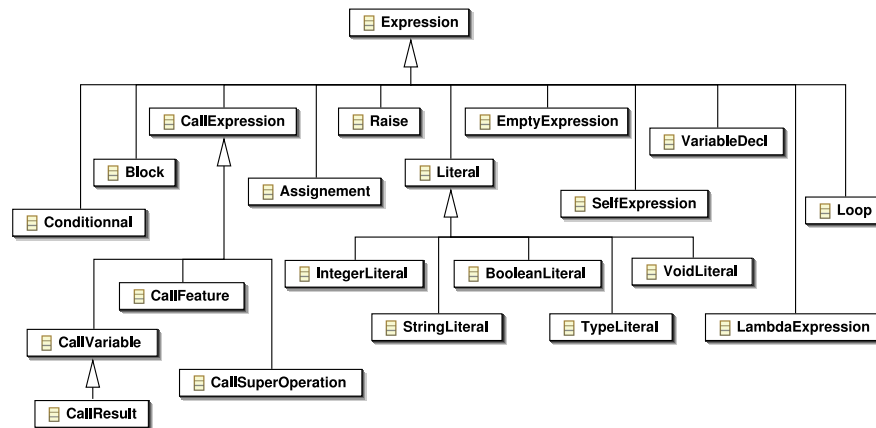 Expression
CallExpression
Raise
EmptyExpression
VariableDecl
Block
Literal
Assignement
SelfExpression
Loop
Conditionnal
IntegerLiteral
BooleanLiteral
VoidLiteral
CallFeature
StringLiteral
TypeLiteral
LambdaExpression
CallVariable
CallSuperOperation
CallResult